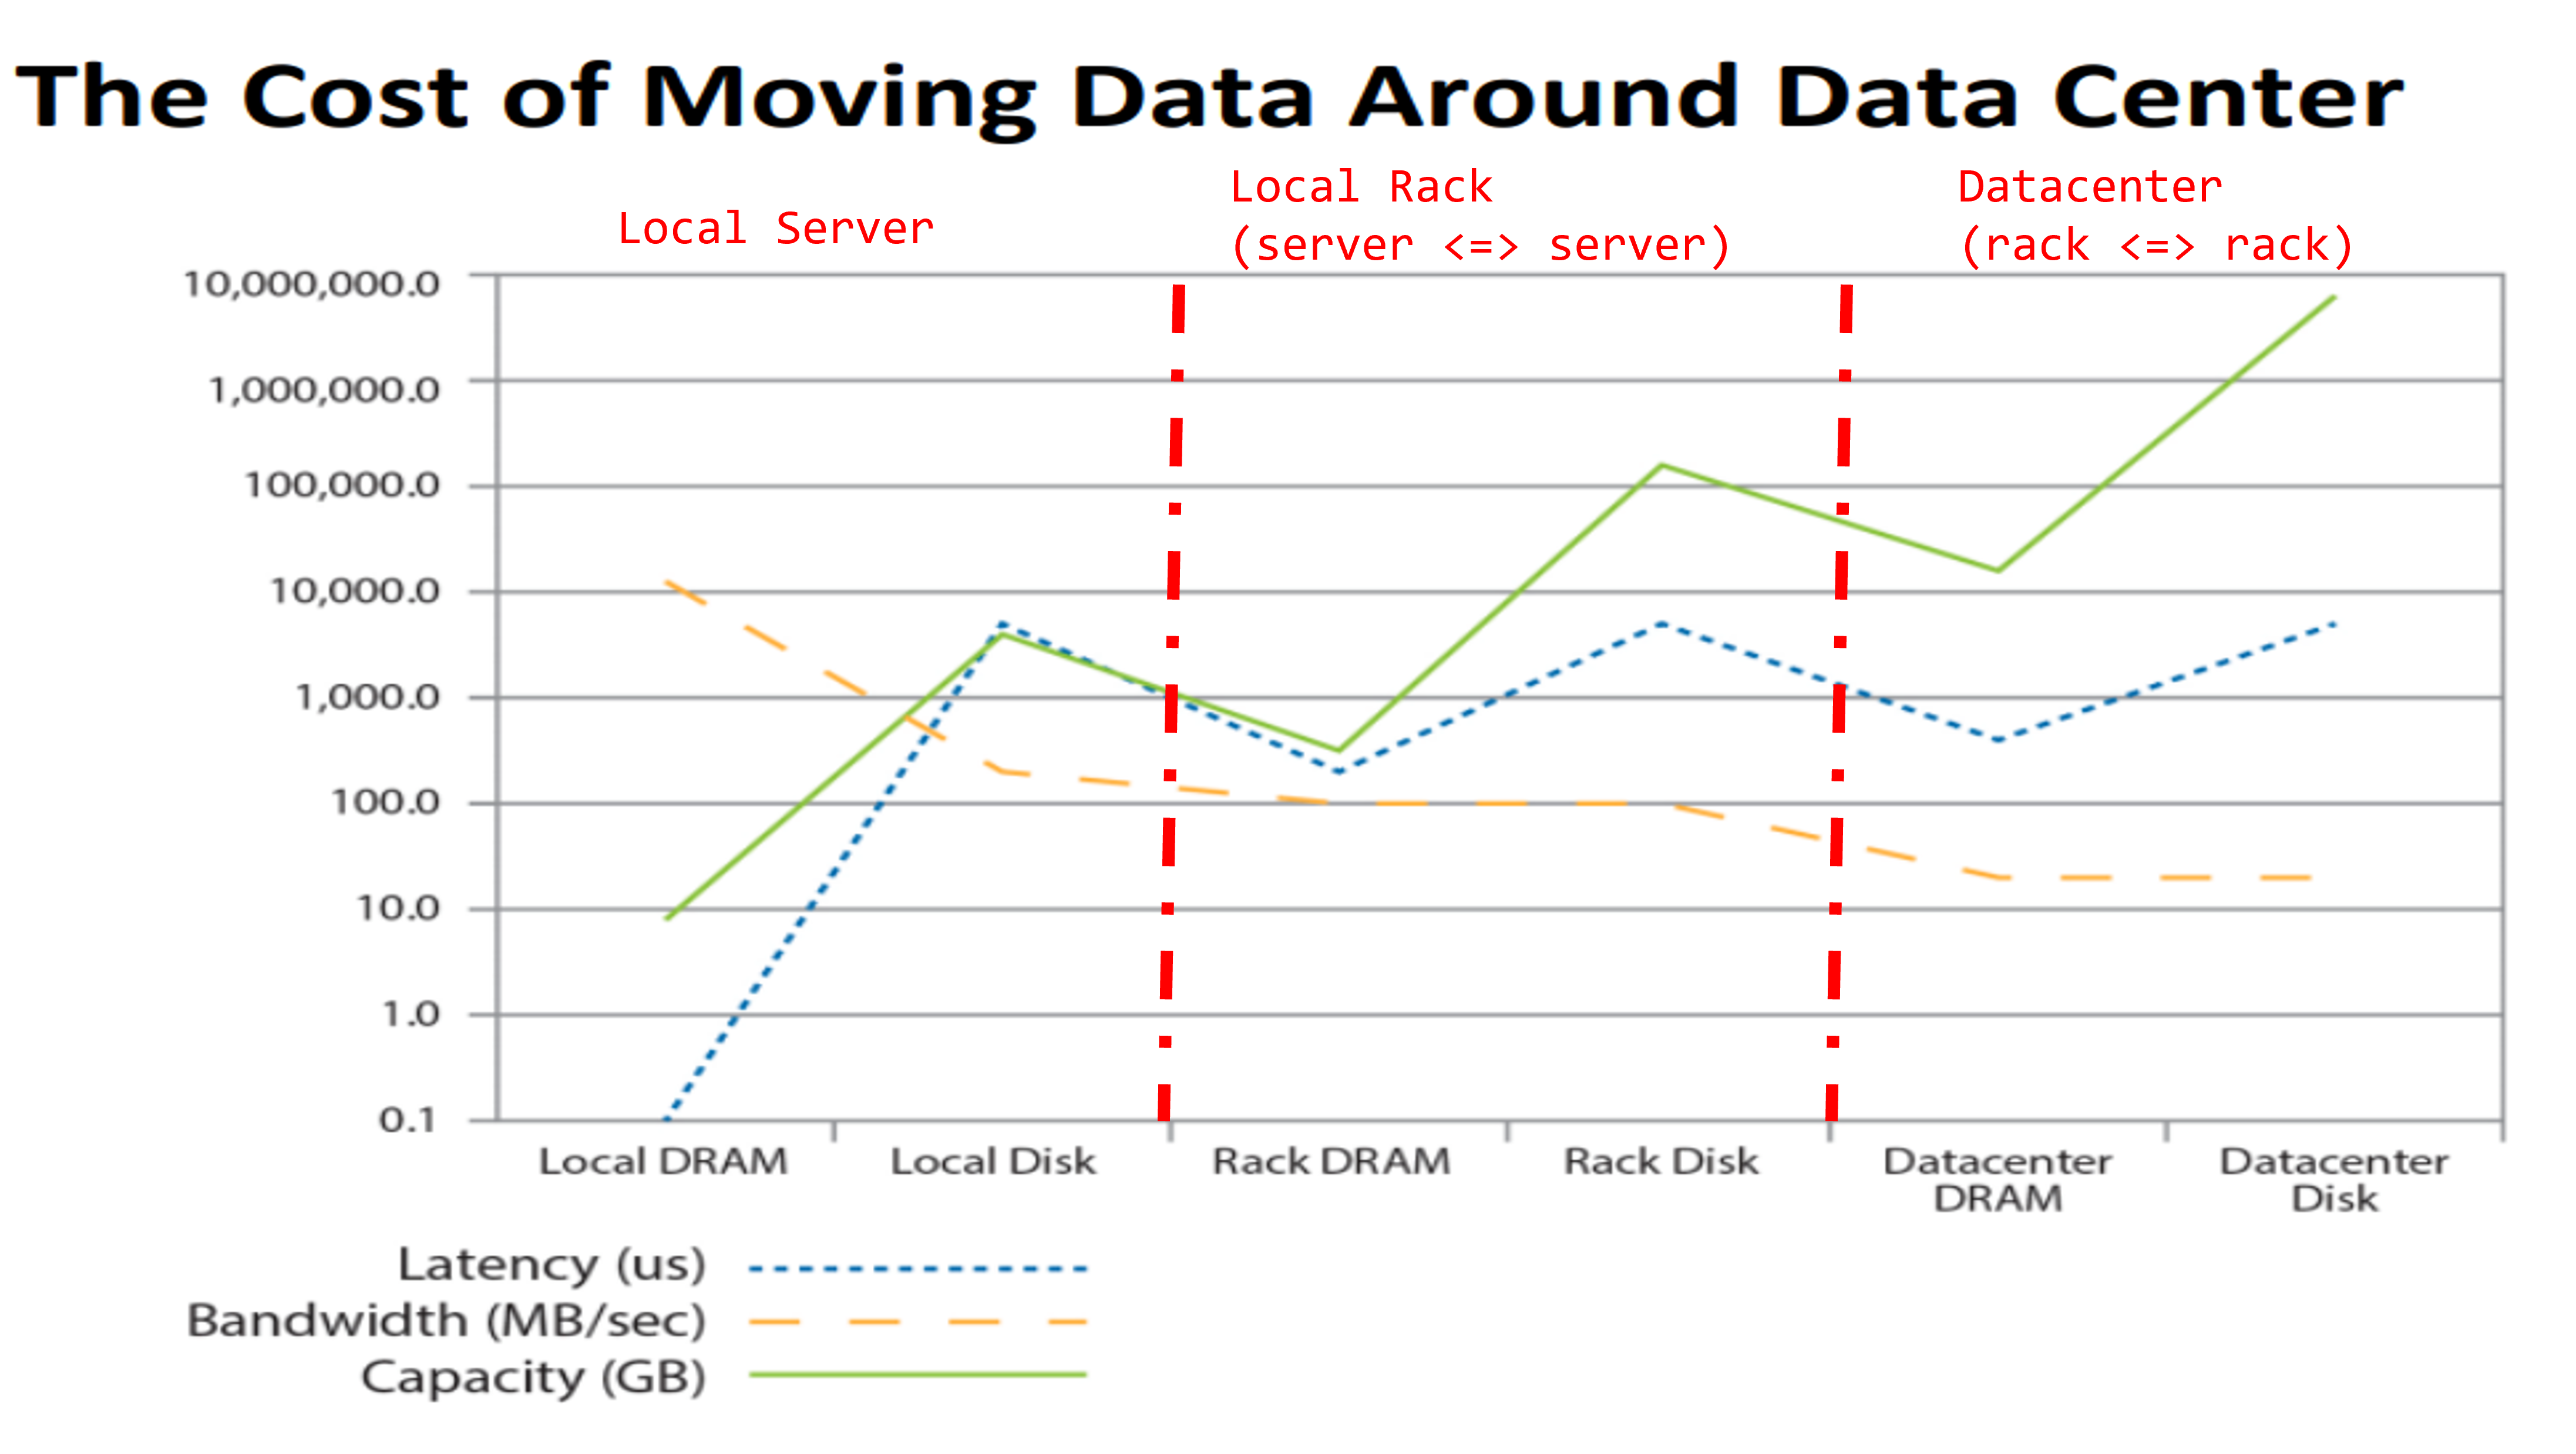 The Cost of Moving Data Around Data Center
Local Server
Local Rack
(server <=> server)
Datacenter
(rack <=> rack)
10,000,000.0
1,000,000.0
100,000.0
10,000.0
1,000.0
100.0
10.0
1.0
0.1
Local DRAM
Local Disk
Rack DRAM
Rack Disk
Datacenter
DRAM
Datacenter
Disk
Latency (us)
Bandwidth (MB/sec)
Capacity (GB)